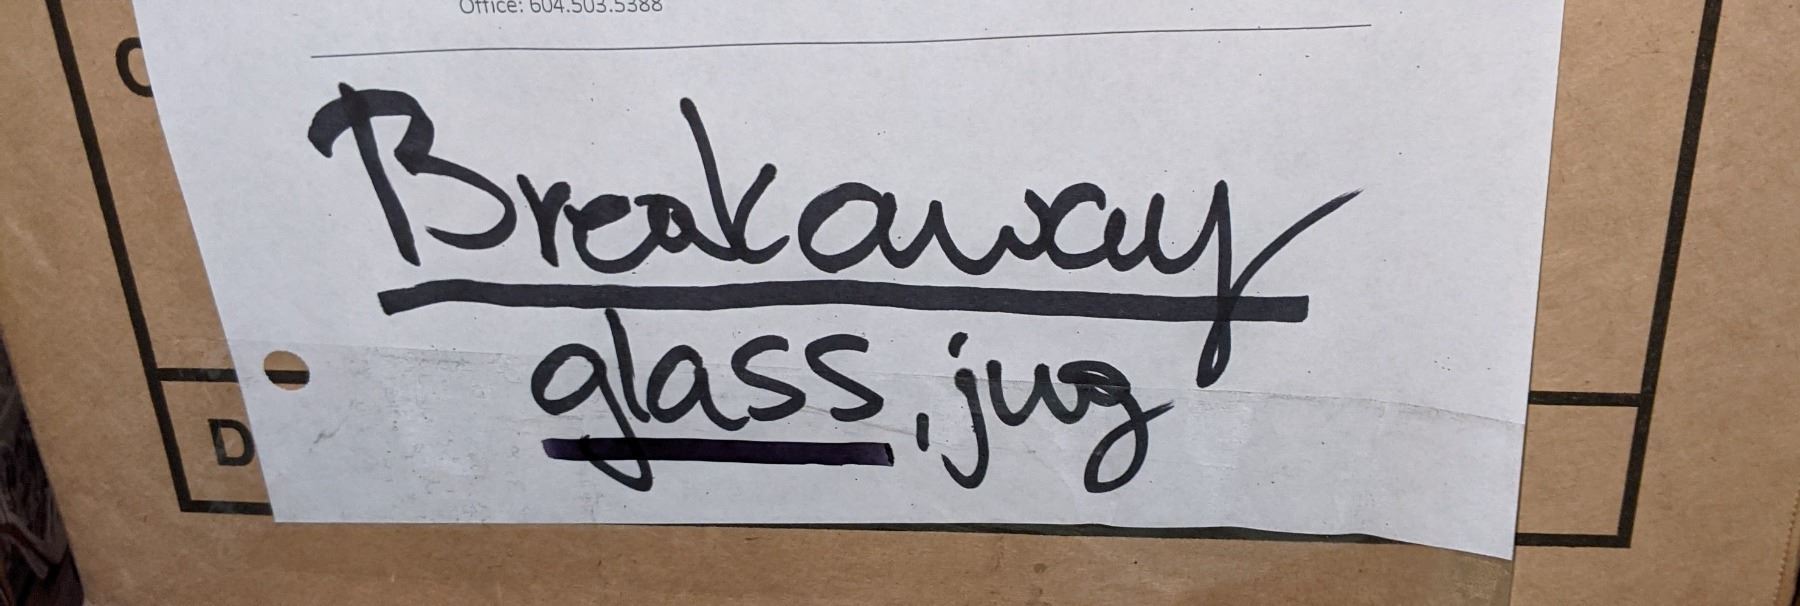 Office: 604.503.5388
C
Breakaway
glass, jug
D